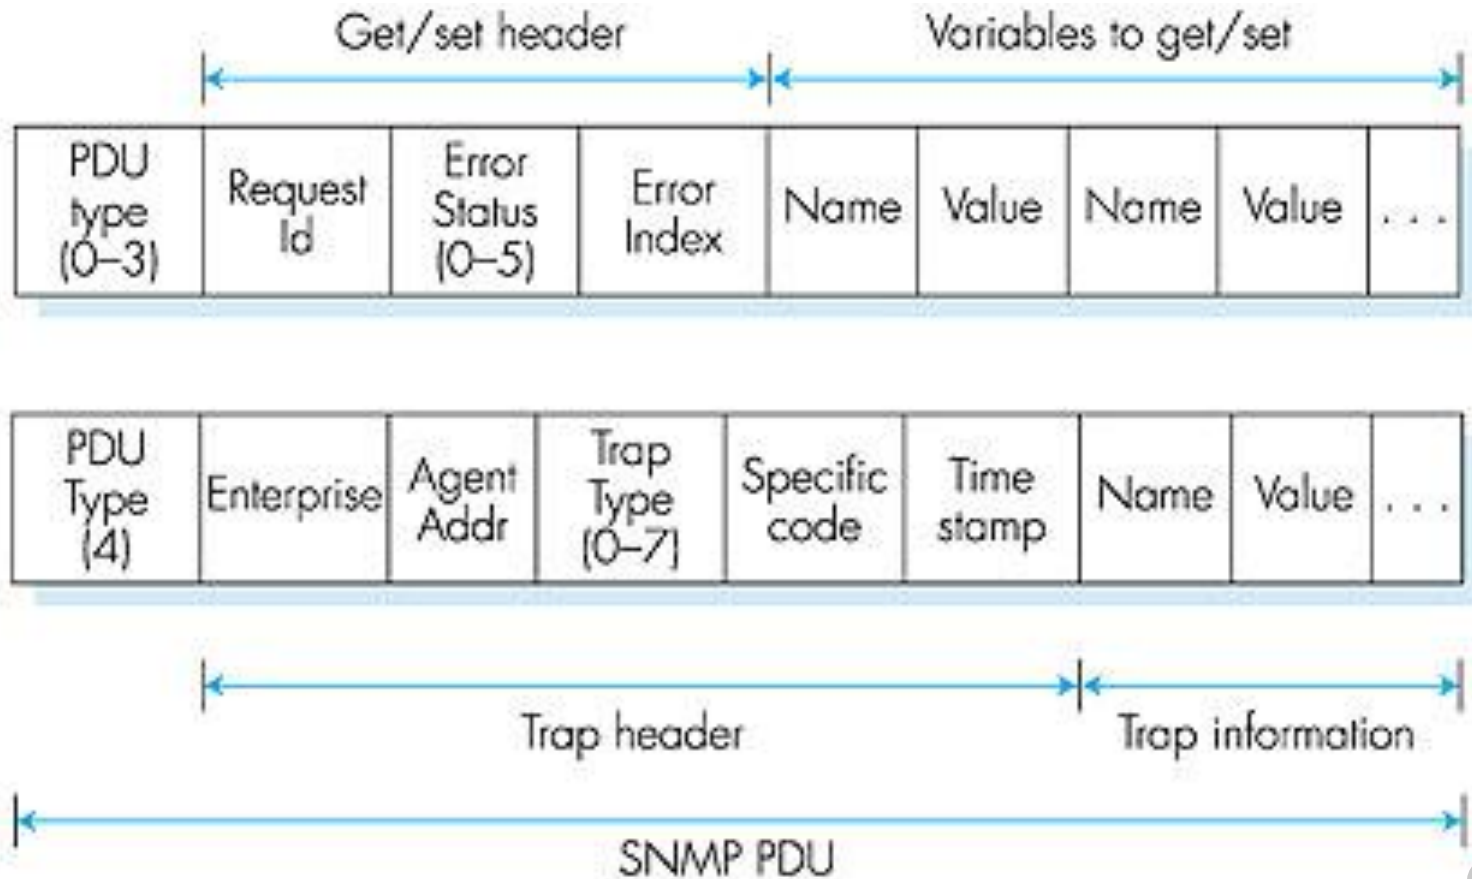 Get/set header
Variables to get/set
PDU
type
(0–3)
Request
Id
Error
Status
(0–5)
Error
Index
Name
Value
Name
Value
. . .
PDU
Type
(4)
Enterprise
Agent
Addr
Trap
Type
(0–7)
Specific
code
Time
stamp
Name
Value
. . .
Trap header
Trap information
SNMP PDU